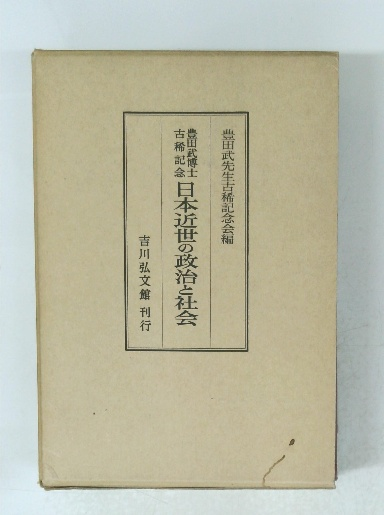 豊田武先生古稀記念会編
豊田武博士
古稀記念
日本近世の政治と社会
吉川弘文館 刊行